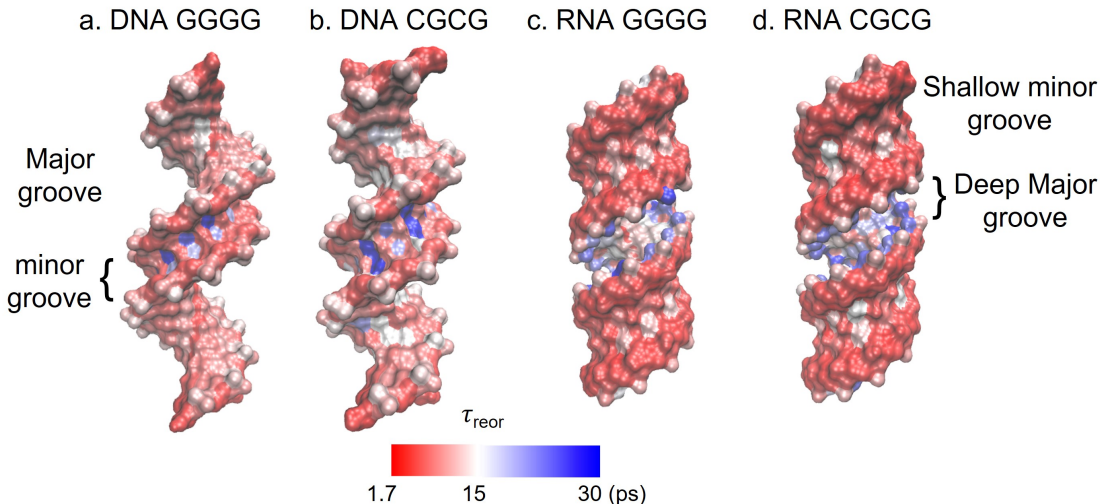 a. DNA GGGG
b. DNA CGCG
c. RNA GGGG
d. RNA CGCG
Major
groove
minor
groove {
Shallow minor
groove
} Deep Major
groove
τreor
1.7 15 30 (ps)